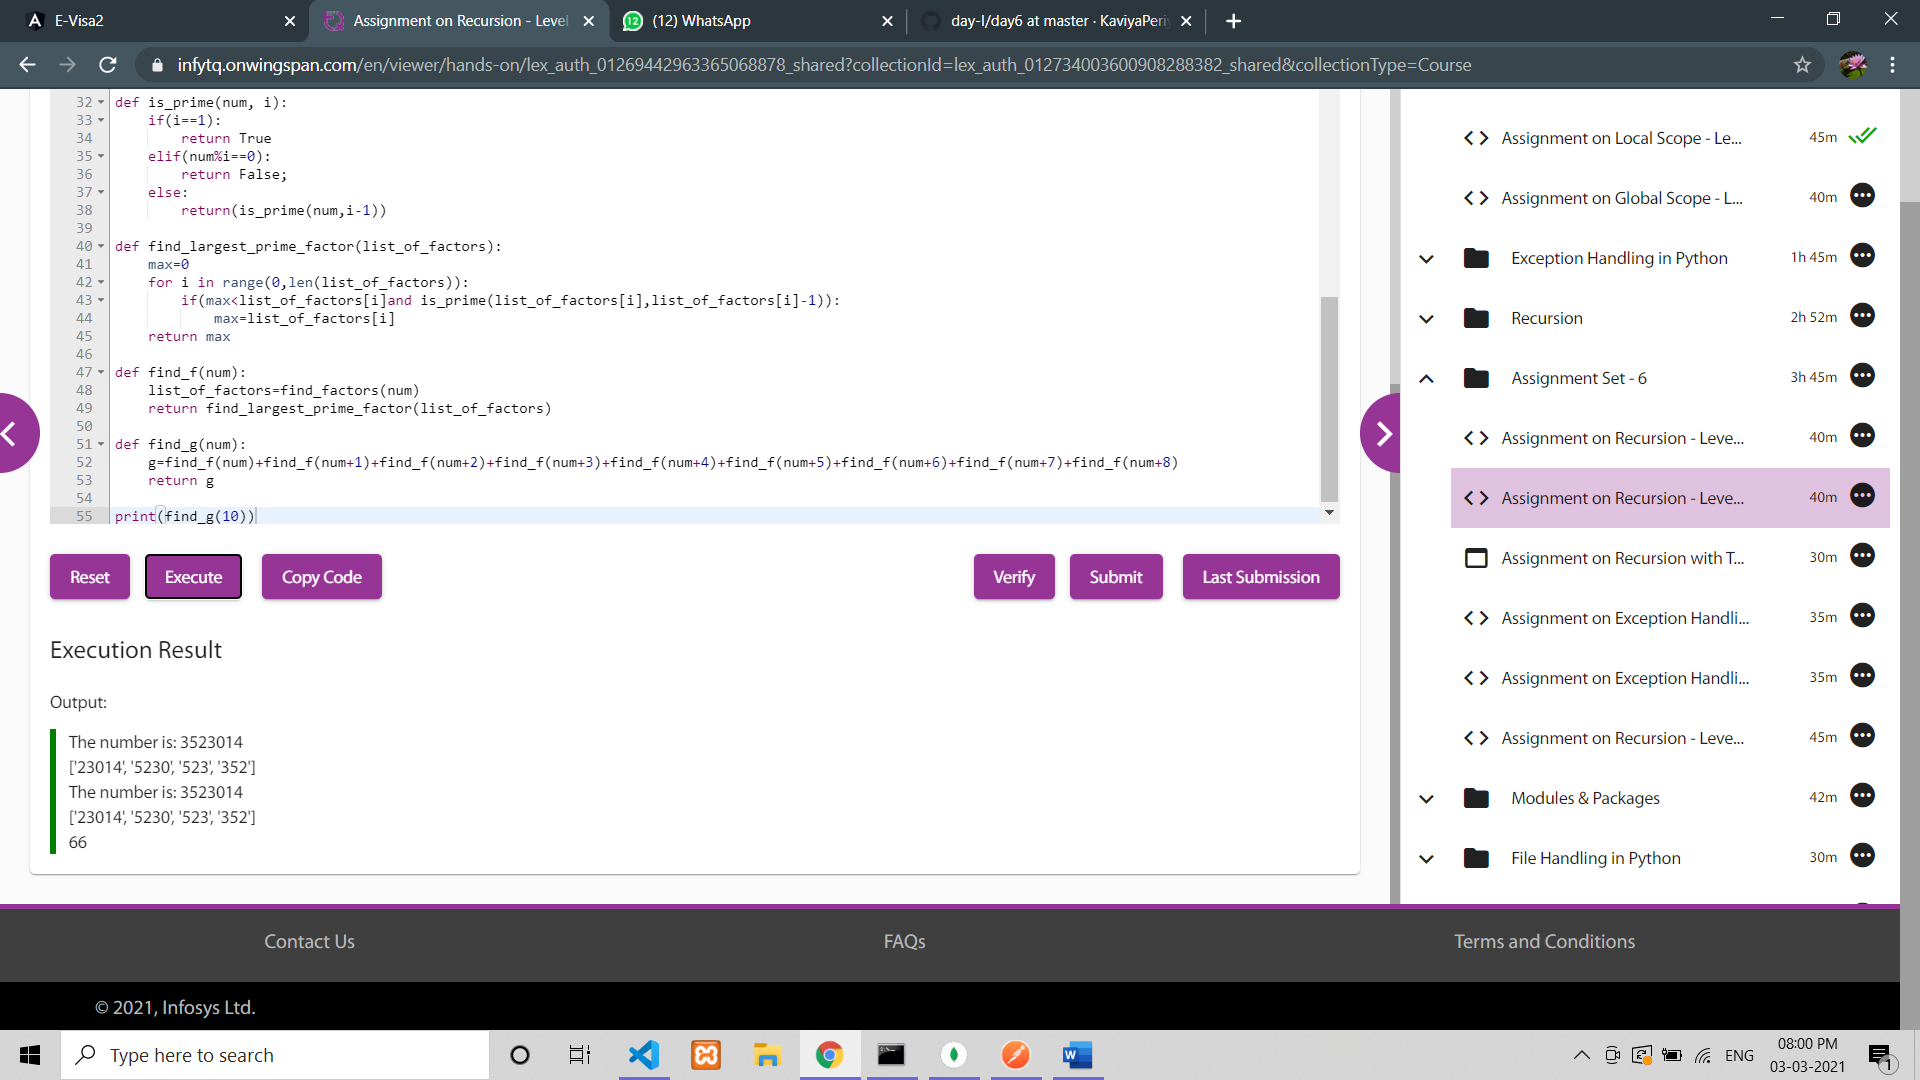 E-Visa2
Assignment on Recursion - Level
(12) WhatsApp
day-I/day6 at master · KaviyaPeriy
infytq.onwingspan.com/en/viewer/hands-on/lex_auth_01269442963365068878_shared?collectionId=lex_auth_012734003600908288382_shared&collectionType=Course
32 def is_prime(num, i):
33     if(i==1):
34         return True
35     elif(num%i==0):
36         return False;
37     else:
38         return(is_prime(num,i-1))
39
40 def find_largest_prime_factor(list_of_factors):
41     max=0
42     for i in range(0,len(list_of_factors)):
43         if(max<list_of_factors[i]and is_prime(list_of_factors[i],list_of_factors[i]-1)):
44             max=list_of_factors[i]
45     return max
46
47 def find_f(num):
48     list_of_factors=find_factors(num)
49     return find_largest_prime_factor(list_of_factors)
50
51 def find_g(num):
52     g=find_f(num)+find_f(num+1)+find_f(num+2)+find_f(num+3)+find_f(num+4)+find_f(num+5)+find_f(num+6)+find_f(num+7)+find_f(num+8)
53     return g
54
55 print(find_g(10))
Reset
Execute
Copy Code
Verify
Submit
Last Submission
Execution Result
Output:
The number is: 3523014
['23014', '5230', '523', '352']
The number is: 3523014
['23014', '5230', '523', '352']
66
Assignment on Local Scope - Le... 45m
Assignment on Global Scope - L... 40m
Exception Handling in Python 1h 45m
Recursion 2h 52m
Assignment Set - 6 3h 45m
Assignment on Recursion - Leve... 40m
Assignment on Recursion - Leve... 40m
Assignment on Recursion with T... 30m
Assignment on Exception Handli... 35m
Assignment on Exception Handli... 35m
Assignment on Recursion - Leve... 45m
Modules & Packages 42m
File Handling in Python 30m
Contact Us
FAQs
Terms and Conditions
© 2021, Infosys Ltd.
Type here to search
ENG
08:00 PM
03-03-2021
1